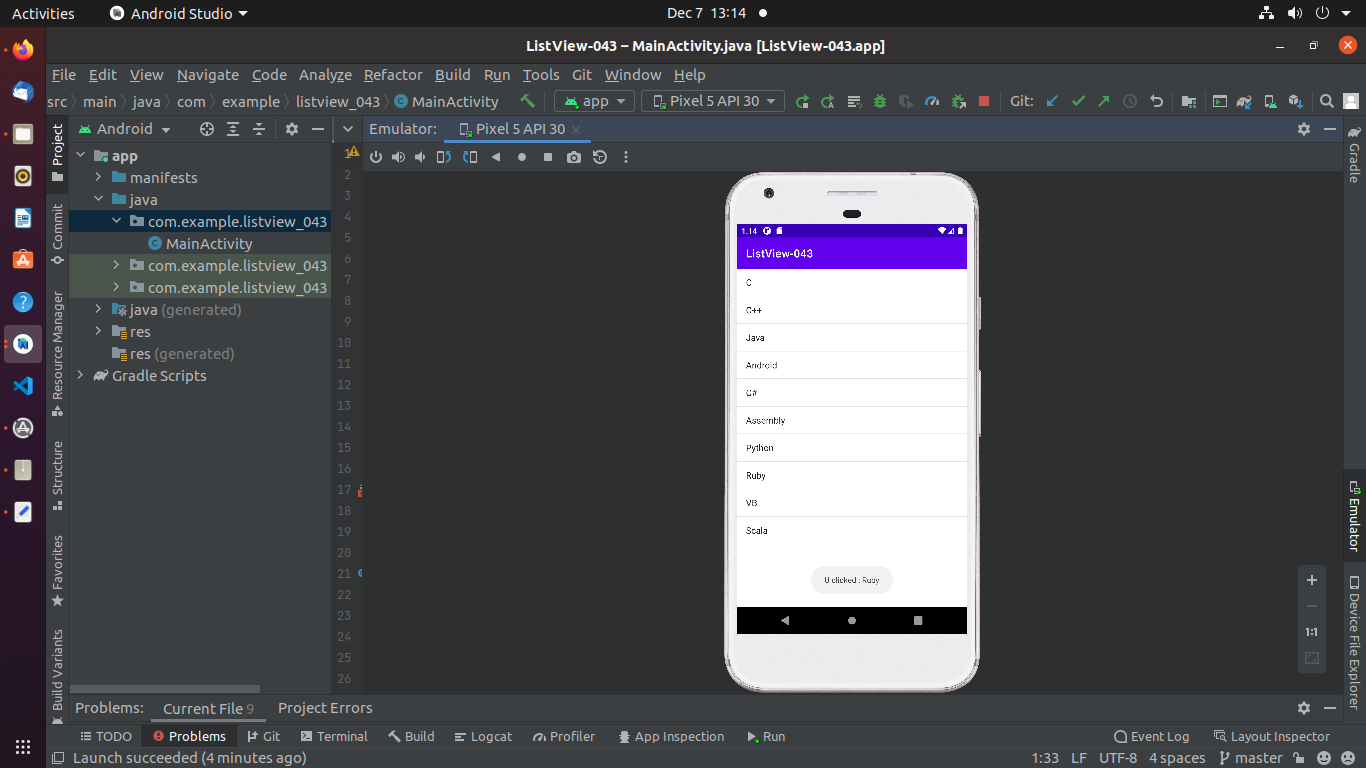 Activities Android Studio Dec 7 13:14
ListView-043 – MainActivity.java [ListView-043.app]
File Edit View Navigate Code Analyze Refactor Build Run Tools Git Window Help
src main java com example listview_043 MainActivity app Pixel 5 API 30 Git:
Project
Commit
Resource Manager
Structure
Favorites
Build Variants
Android
app
manifests
java
com.example.listview_043
MainActivity
com.example.listview_043
com.example.listview_043
java (generated)
res
res (generated)
Gradle Scripts
1
2
3
4
5
6
7
8
9
10
11
12
13
14
15
16
17
18
19
20
21
22
23
24
25
26
Emulator: Pixel 5 API 30
1:14
ListView-043
C
C++
Java
Android
C#
Assembly
Python
Ruby
VB
Scala
U clicked : Ruby
1:1
Gradle
Emulator
Device File Explorer
Problems: Current File 9 Project Errors
TODO Problems Git Terminal Build Logcat Profiler App Inspection Run Event Log Layout Inspector
Launch succeeded (4 minutes ago) 1:33 LF UTF-8 4 spaces master